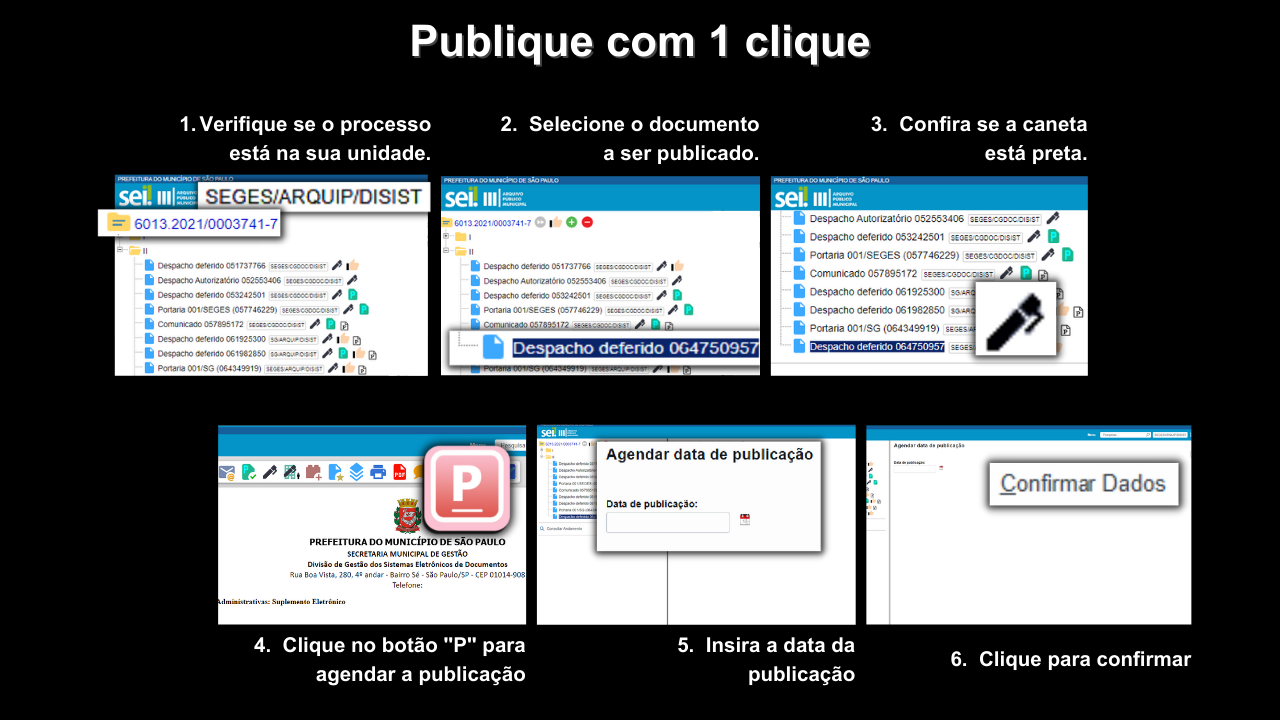 Publique com 1 clique
1. Verifique se o processo
está na sua unidade.
PREFEITURA DO MUNICÍPIO DE SÃO PAULO
sei! ARQUIVO PÚBLICO MUNICIPAL
SEGES/ARQUIP/DISIST
6013.2021/0003741-7
II
Despacho deferido 051737766 SEGES/CGDOC/DISIST
Despacho Autorizatório 052553406 SEGES/CGDOC/DISIST
Despacho deferido 053242501 SEGES/CGDOC/DISIST
Portaria 001/SEGES (057746229) SEGES/CGDOC/DISIST
Comunicado 057895172 SEGES/CGDOC/DISIST
Despacho deferido 061925300 SG/ARQUIP/DISIST
Despacho deferido 061982850 SG/ARQUIP/DISIST
Portaria 001/SG (064349919) SEGES/ARQUIP/DISIST
2. Selecione o documento
a ser publicado.
PREFEITURA DO MUNICÍPIO DE SÃO PAULO
sei! ARQUIVO PÚBLICO MUNICIPAL
6013.2021/0003741-7
I
II
Despacho deferido 051737766 SEGES/CGDOC/DISIST
Despacho Autorizatório 052553406 SEGES/CGDOC/DISIST
Despacho deferido 053242501 SEGES/CGDOC/DISIST
Portaria 001/SEGES (057746229) SEGES/CGDOC/DISIST
Comunicado 057895172 SEGES/CGDOC/DISIST
Despacho deferido 064750957
3. Confira se a caneta
está preta.
PREFEITURA DO MUNICÍPIO DE SÃO PAULO
sei! ARQUIVO PÚBLICO MUNICIPAL
Despacho Autorizatório 052553406 SEGES/CGDOC/DISIST
Despacho deferido 053242501 SEGES/CGDOC/DISIST
Portaria 001/SEGES (057746229) SEGES/CGDOC/DISIST
Comunicado 057895172 SEGES/CGDOC/DISIST
Despacho deferido 061925300 SG/ARQ
Despacho deferido 061982850 SG/ARQ
Portaria 001/SG (064349919) SEGES/A
Despacho deferido 064750957 SEGES
PDF
P
PREFEITURA DO MUNICÍPIO DE SÃO PAULO
SECRETARIA MUNICIPAL DE GESTÃO
Divisão de Gestão dos Sistemas Eletrônicos de Documentos
Rua Boa Vista, 280, 4º andar - Bairro Sé - São Paulo/SP - CEP 01014-908
Telefone:
Administrativas: Suplemento Eletrônico
4. Clique no botão "P" para
agendar a publicação
sei!
6013.2021/0003741-7
Agendar data de publicação
Data de publicação:
Consultar Andamento
5. Insira a data da
publicação
Agendar data de publicação
Data de publicação:
Confirmar Dados
6. Clique para confirmar